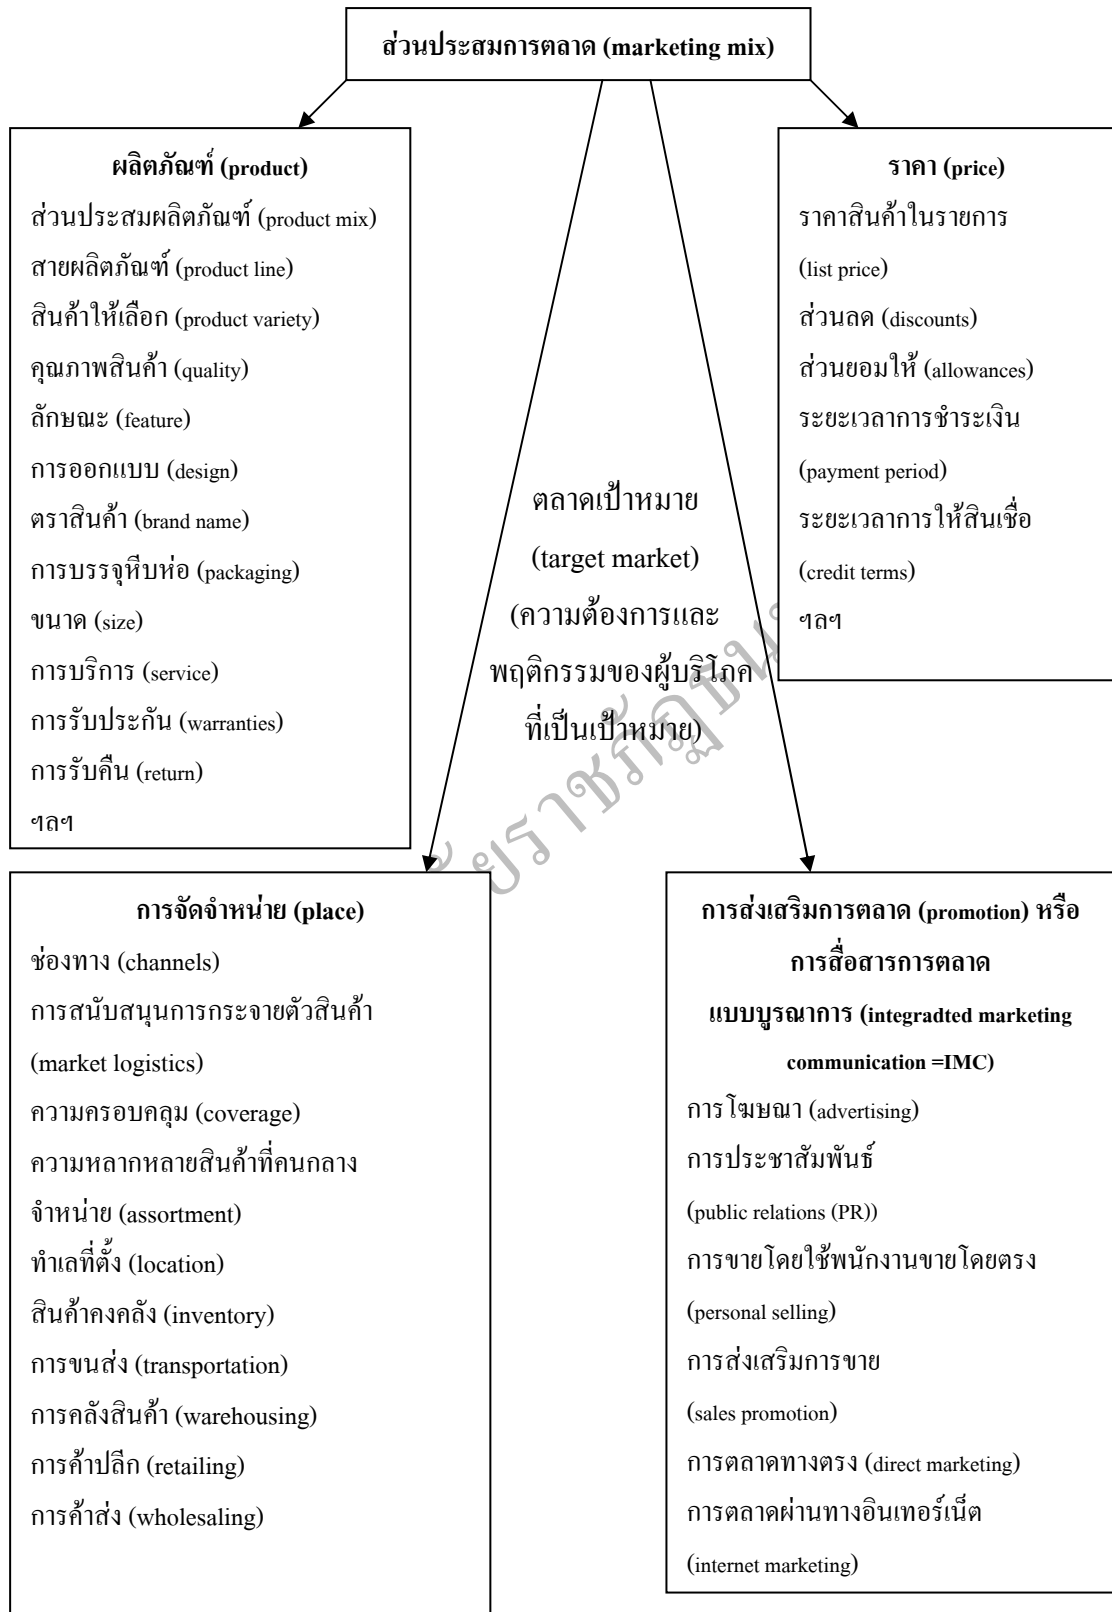 ส่วนประสมการตลาด (marketing mix)
ผลิตภัณฑ์ (product)
ส่วนประสมผลิตภัณฑ์ (product mix)
สายผลิตภัณฑ์ (product line)
สินค้าให้เลือก (product variety)
คุณภาพสินค้า (quality)
ลักษณะ (feature)
การออกแบบ (design)
ตราสินค้า (brand name)
การบรรจุหีบห่อ (packaging)
ขนาด (size)
การบริการ (service)
การรับประกัน (warranties)
การรับคืน (return)
ฯลฯ
ราคา (price)
ราคาสินค้าในรายการ
(list price)
ส่วนลด (discounts)
ส่วนยอมให้ (allowances)
ระยะเวลาการชำระเงิน
(payment period)
ระยะเวลาการให้สินเชื่อ
(credit terms)
ฯลฯ
ตลาดเป้าหมาย
(target market)
(ความต้องการและ
พฤติกรรมของผู้บริโภค
ที่เป็นเป้าหมาย)
การจัดจำหน่าย (place)
ช่องทาง (channels)
การสนับสนุนการกระจายตัวสินค้า
(market logistics)
ความครอบคลุม (coverage)
ความหลากหลายสินค้าที่คนกลาง
จำหน่าย (assortment)
ทำเลที่ตั้ง (location)
สินค้าคงคลัง (inventory)
การขนส่ง (transportation)
การคลังสินค้า (warehousing)
การค้าปลีก (retailing)
การค้าส่ง (wholesaling)
การส่งเสริมการตลาด (promotion) หรือ
การสื่อสารการตลาด
แบบบูรณาการ (integradted marketing
communication =IMC)
การโฆษณา (advertising)
การประชาสัมพันธ์
(public relations (PR))
การขายโดยใช้พนักงานขายโดยตรง
(personal selling)
การส่งเสริมการขาย
(sales promotion)
การตลาดทางตรง (direct marketing)
การตลาดผ่านทางอินเทอร์เน็ต
(internet marketing)